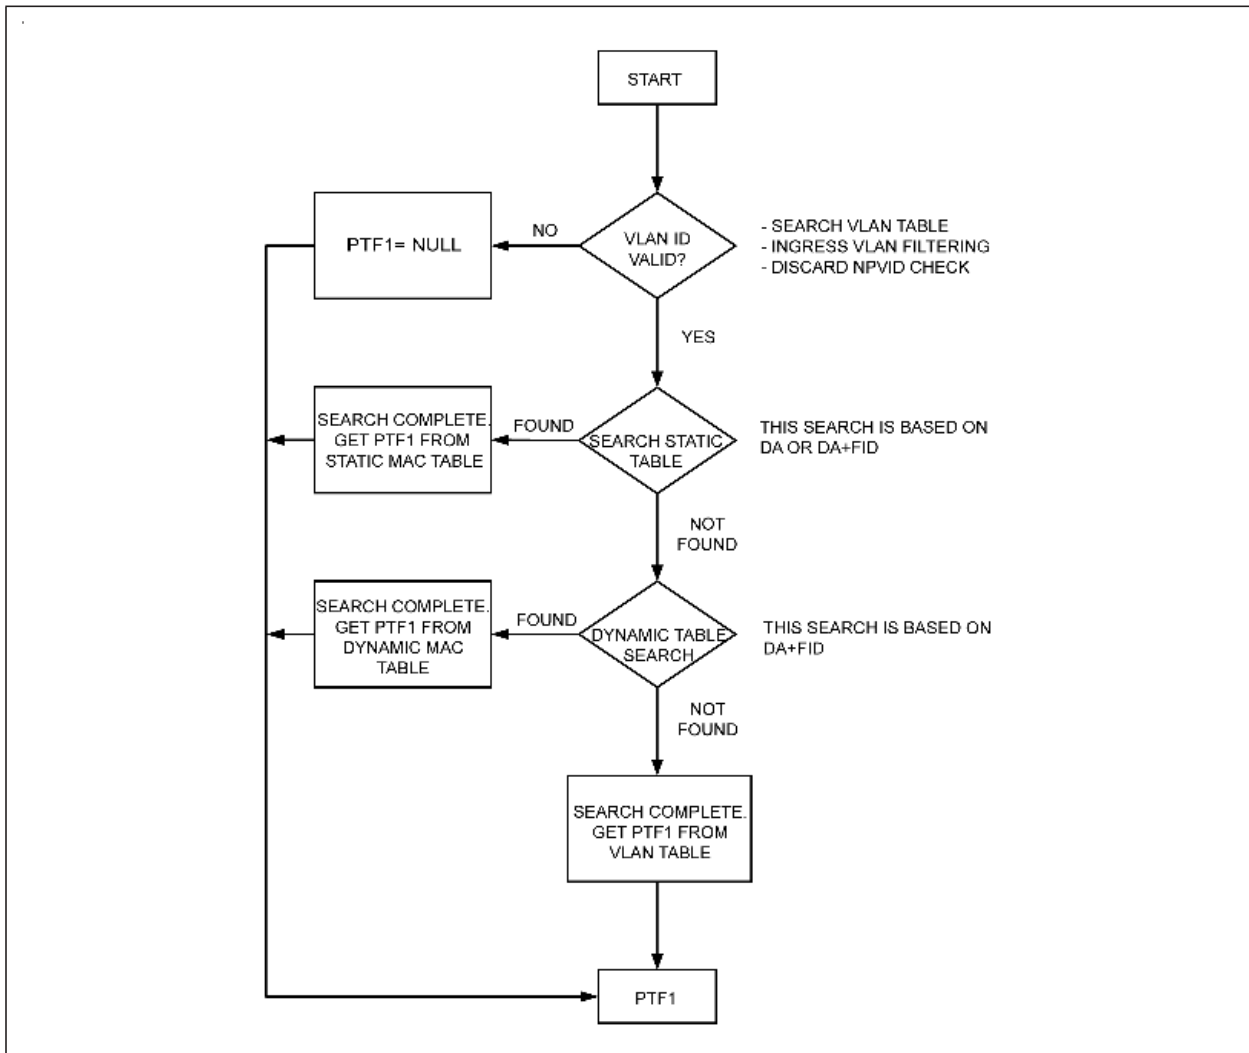 START
PTF1= NULL
NO
VLAN ID
VALID?
- SEARCH VLAN TABLE
- INGRESS VLAN FILTERING
- DISCARD NPVID CHECK
YES
SEARCH COMPLETE.
GET PTF1 FROM
STATIC MAC TABLE
FOUND
SEARCH STATIC
TABLE
THIS SEARCH IS BASED ON
DA OR DA+FID
NOT
FOUND
SEARCH COMPLETE.
GET PTF1 FROM
DYNAMIC MAC
TABLE
FOUND
DYNAMIC TABLE
SEARCH
THIS SEARCH IS BASED ON
DA+FID
NOT
FOUND
SEARCH COMPLETE.
GET PTF1 FROM
VLAN TABLE
PTF1